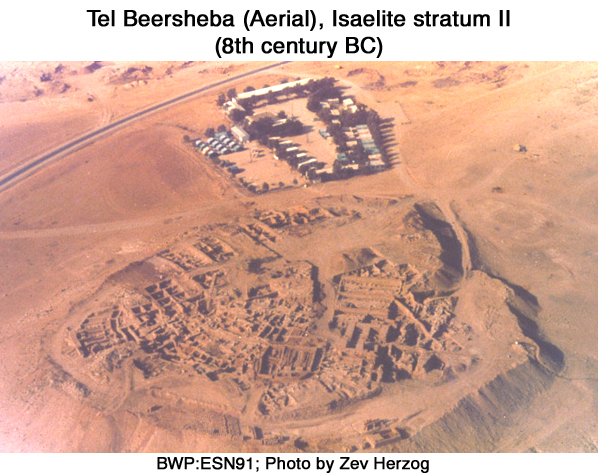 Tel Beersheba (Aerial), Isaelite stratum II
(8th century BC)
BWP:ESN91; Photo by Zev Herzog